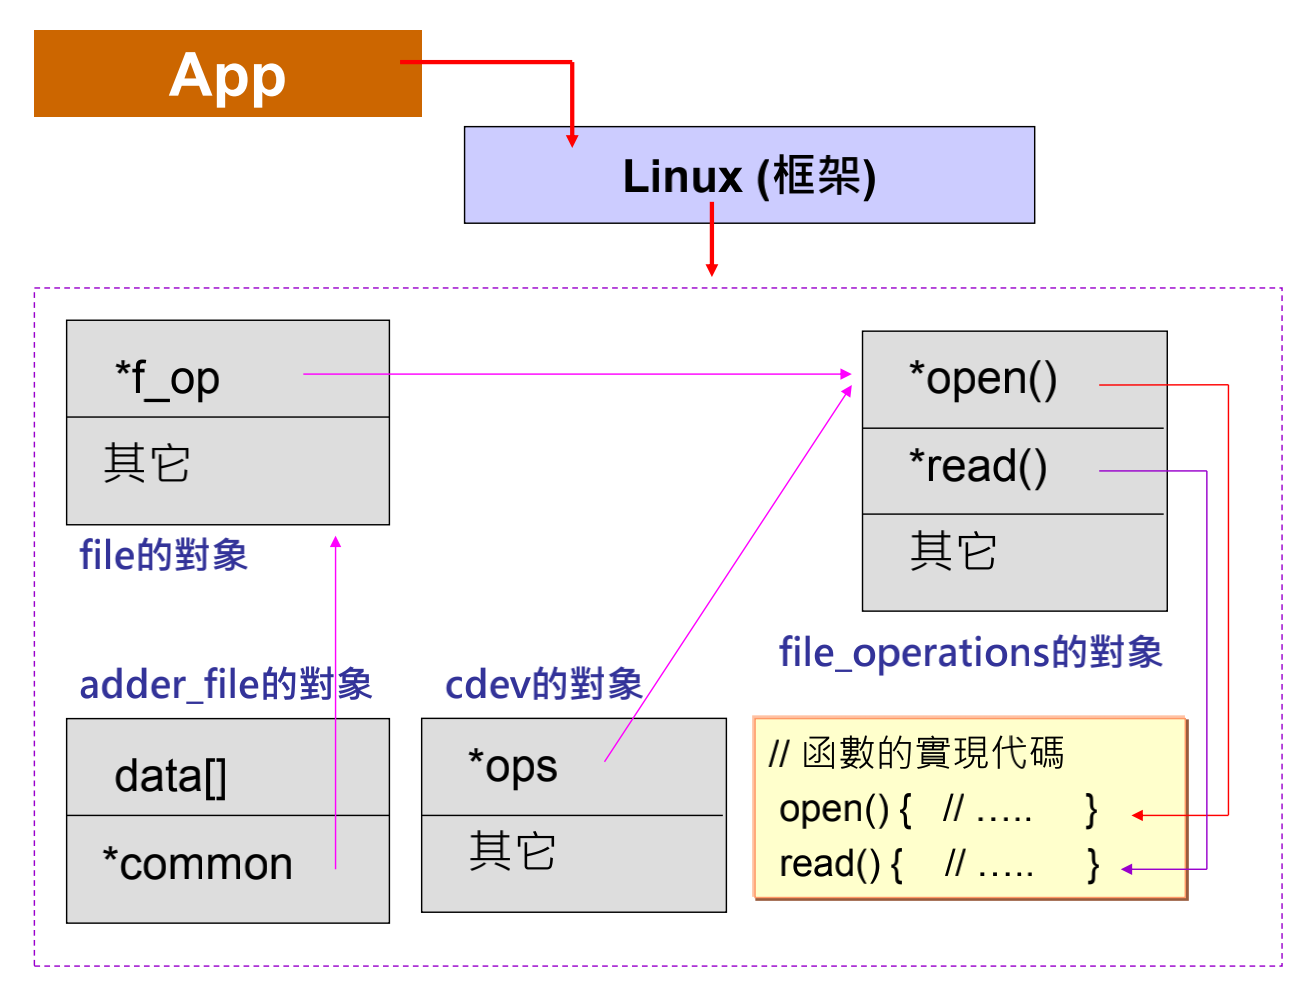 App
Linux (框架)
*f_op
其它
file的對象
*open()
*read()
其它
file_operations的對象
adder_file的對象
data[]
*common
cdev的對象
*ops
其它
// 函數的實現代碼
open() { // ..... }
read() { // ..... }